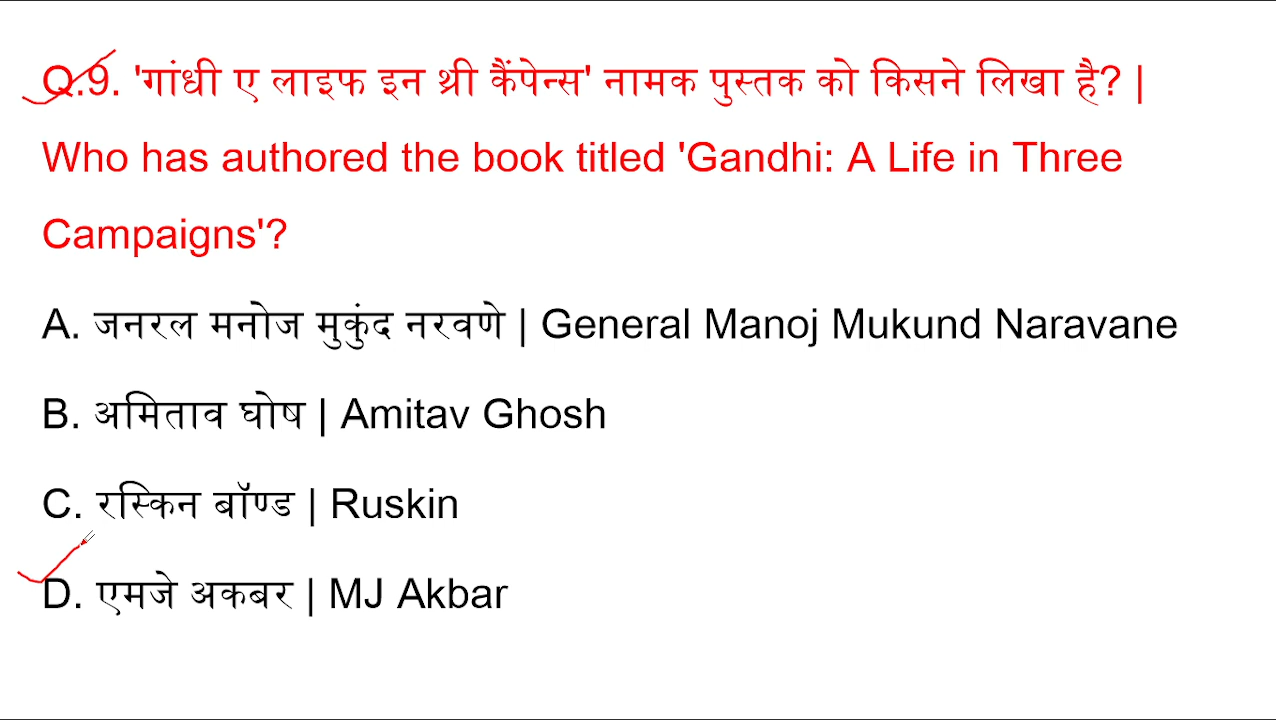 Q.9. 'गांधी ए लाइफ इन थ्री कैंपेन्स' नामक पुस्तक को किसने लिखा है? |
Who has authored the book titled 'Gandhi: A Life in Three
Campaigns'?
A. जनरल मनोज मुकुंद नरवणे | General Manoj Mukund Naravane
B. अमिताव घोष | Amitav Ghosh
C. रस्किन बॉण्ड | Ruskin
D. एमजे अकबर | MJ Akbar